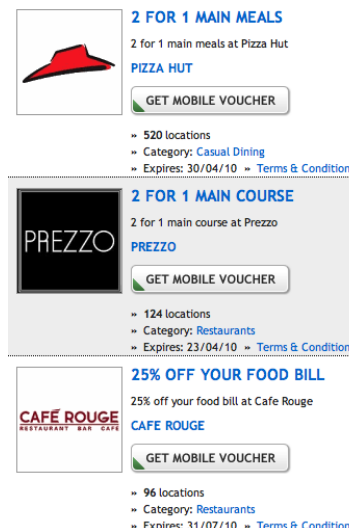 2 FOR 1 MAIN MEALS
2 for 1 main meals at Pizza Hut
PIZZA HUT
GET MOBILE VOUCHER
» 520 locations
» Category: Casual Dining
» Expires: 30/04/10 » Terms & Condition
PREZZO
2 FOR 1 MAIN COURSE
2 for 1 main course at Prezzo
PREZZO
GET MOBILE VOUCHER
» 124 locations
» Category: Restaurants
» Expires: 23/04/10 » Terms & Condition
CAFÉ ROUGE
RESTAURANT BAR CAFÉ
25% OFF YOUR FOOD BILL
25% off your food bill at Cafe Rouge
CAFE ROUGE
GET MOBILE VOUCHER
» 96 locations
» Category: Restaurants
» Expires: 31/07/10 » Terms & Condition